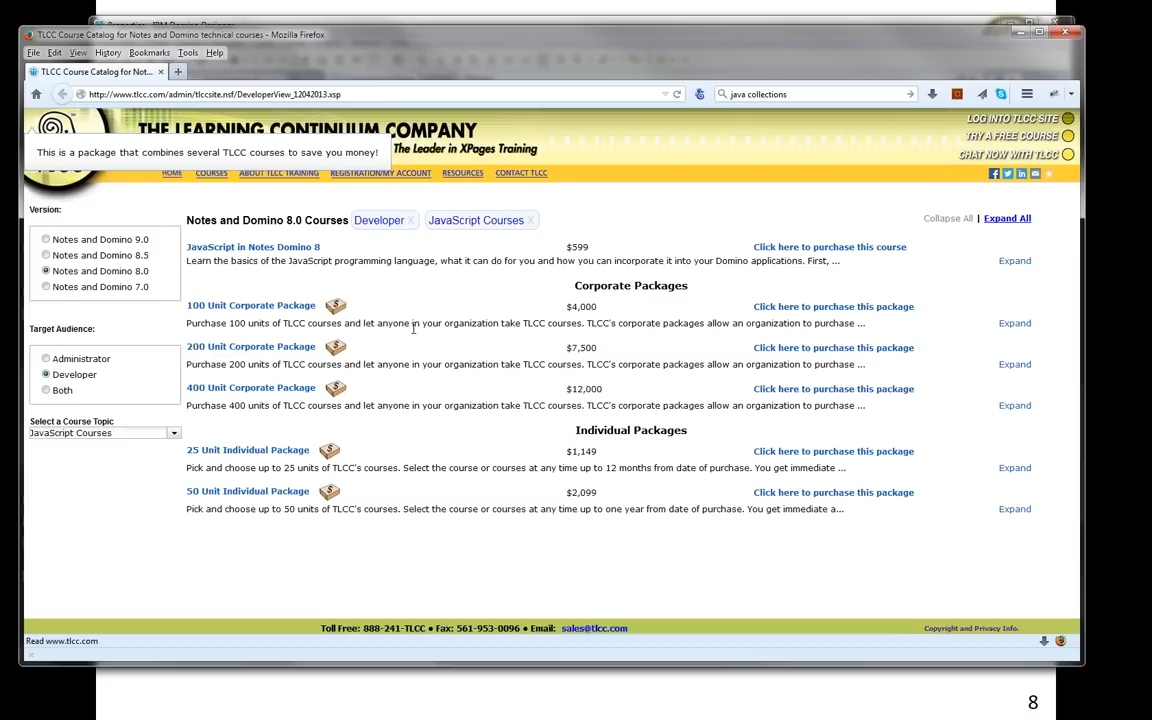 TLCC Course Catalog for Notes and Domino technical courses - Mozilla Firefox
File Edit View History Bookmarks Tools Help
TLCC Course Catalog for Not... × +
http://www.tlcc.com/admin/tlccsite.nsf/DeveloperView_12042013.xsp
java collections
THE LEARNING CONTINUUM COMPANY
The Leader in XPages Training
This is a package that combines several TLCC courses to save you money!
LOG INTO TLCC SITE
TRY A FREE COURSE
CHAT NOW WITH TLCC
HOME COURSES ABOUT TLCC TRAINING REGISTRATION/MY ACCOUNT RESOURCES CONTACT TLCC
Version:
Notes and Domino 9.0
Notes and Domino 8.5
Notes and Domino 8.0
Notes and Domino 7.0
Target Audience:
Administrator
Developer
Both
Select a Course Topic
JavaScript Courses
Notes and Domino 8.0 Courses Developer X JavaScript Courses X
Collapse All | Expand All
JavaScript in Notes Domino 8 $599 Click here to purchase this course
Learn the basics of the JavaScript programming language, what it can do for you and how you can incorporate it into your Domino applications. First, ... Expand
Corporate Packages
100 Unit Corporate Package $4,000 Click here to purchase this package
Purchase 100 units of TLCC courses and let anyone in your organization take TLCC courses. TLCC's corporate packages allow an organization to purchase ... Expand
200 Unit Corporate Package $7,500 Click here to purchase this package
Purchase 200 units of TLCC courses and let anyone in your organization take TLCC courses. TLCC's corporate packages allow an organization to purchase ... Expand
400 Unit Corporate Package $12,000 Click here to purchase this package
Purchase 400 units of TLCC courses and let anyone in your organization take TLCC courses. TLCC's corporate packages allow an organization to purchase ... Expand
Individual Packages
25 Unit Individual Package $1,149 Click here to purchase this package
Pick and choose up to 25 units of TLCC's courses. Select the course or courses at any time up to 12 months from date of purchase. You get immediate ... Expand
50 Unit Individual Package $2,099 Click here to purchase this package
Pick and choose up to 50 units of TLCC's courses. Select the course or courses at any time up to one year from date of purchase. You get immediate a... Expand
Toll Free: 888-241-TLCC • Fax: 561-953-0096 • Email: sales@tlcc.com
Copyright and Privacy Info.
Read www.tlcc.com
8